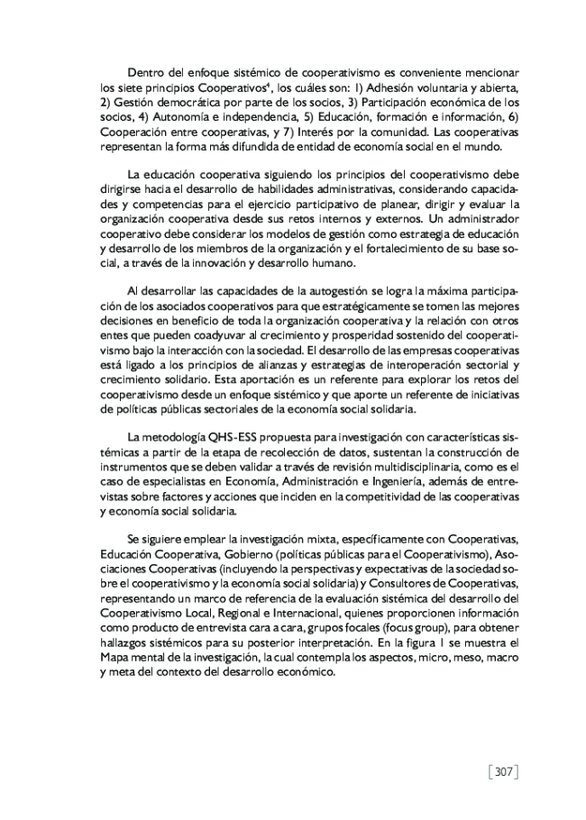 Dentro del enfoque sistémico de cooperativismo es conveniente mencionar
los siete principios Cooperativos⁴, los cuáles son: 1) Adhesión voluntaria y abierta,
2) Gestión democrática por parte de los socios, 3) Participación económica de los
socios, 4) Autonomía e independencia, 5) Educación, formación e información, 6)
Cooperación entre cooperativas, y 7) Interés por la comunidad. Las cooperativas
representan la forma más difundida de entidad de economía social en el mundo.
La educación cooperativa siguiendo los principios del cooperativismo debe
dirigirse hacia el desarrollo de habilidades administrativas, considerando capacida-
des y competencias para el ejercicio participativo de planear, dirigir y evaluar la
organización cooperativa desde sus retos internos y externos. Un administrador
cooperativo debe considerar los modelos de gestión como estrategia de educación
y desarrollo de los miembros de la organización y el fortalecimiento de su base so-
cial, a través de la innovación y desarrollo humano.
Al desarrollar las capacidades de la autogestión se logra la máxima participa-
ción de los asociados cooperativos para que estratégicamente se tomen las mejores
decisiones en beneficio de toda la organización cooperativa y la relación con otros
entes que pueden coadyuvar al crecimiento y prosperidad sostenido del cooperati-
vismo bajo la interacción con la sociedad. El desarrollo de las empresas cooperativas
está ligado a los principios de alianzas y estrategias de interoperación sectorial y
crecimiento solidario. Esta aportación es un referente para explorar los retos del
cooperativismo desde un enfoque sistémico y que aporte un referente de iniciativas
de políticas públicas sectoriales de la economía social solidaria.
La metodología QHS-ESS propuesta para investigación con características sis-
témicas a partir de la etapa de recolección de datos, sustentan la construcción de
instrumentos que se deben validar a través de revisión multidisciplinaria, como es el
caso de especialistas en Economía, Administración e Ingeniería, además de entre-
vistas sobre factores y acciones que inciden en la competitividad de las cooperativas
y economía social solidaria.
Se siguiere emplear la investigación mixta, específicamente con Cooperativas,
Educación Cooperativa, Gobierno (políticas públicas para el Cooperativismo), Aso-
ciaciones Cooperativas (incluyendo la perspectivas y expectativas de la sociedad so-
bre el cooperativismo y la economía social solidaria) y Consultores de Cooperativas,
representando un marco de referencia de la evaluación sistémica del desarrollo del
Cooperativismo Local, Regional e Internacional, quienes proporcionen información
como producto de entrevista cara a cara, grupos focales (focus group), para obtener
hallazgos sistémicos para su posterior interpretación. En la figura 1 se muestra el
Mapa mental de la investigación, la cual contempla los aspectos, micro, meso, macro
y meta del contexto del desarrollo económico.
[307]